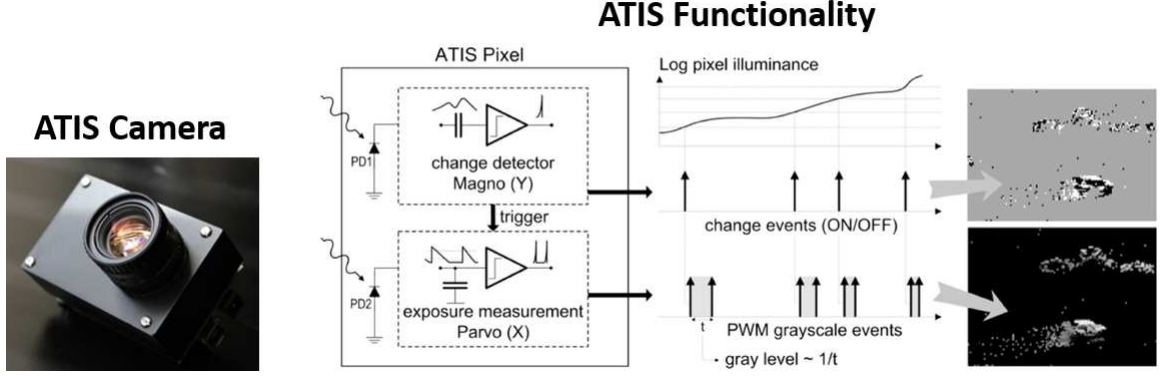 ATIS Functionality
ATIS Camera
ATIS Pixel
PD1
change detector
Magno (Y)
trigger
PD2
exposure measurement
Parvo (X)
Log pixel illuminance
change events (ON/OFF)
t
PWM grayscale events
gray level ~ 1/t